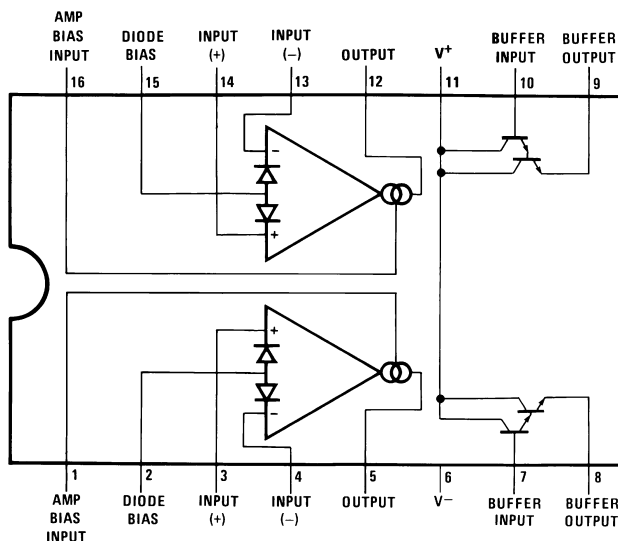 AMP
BIAS
INPUT
DIODE
BIAS
INPUT
(+)
INPUT
(−)
OUTPUT
V+
BUFFER
INPUT
BUFFER
OUTPUT
16 15 14 13 12 11 10 9
−
+
+
−
1 2 3 4 5 6 7 8
AMP
BIAS
INPUT
DIODE
BIAS
INPUT
(+)
INPUT
(−)
OUTPUT
V−
BUFFER
INPUT
BUFFER
OUTPUT